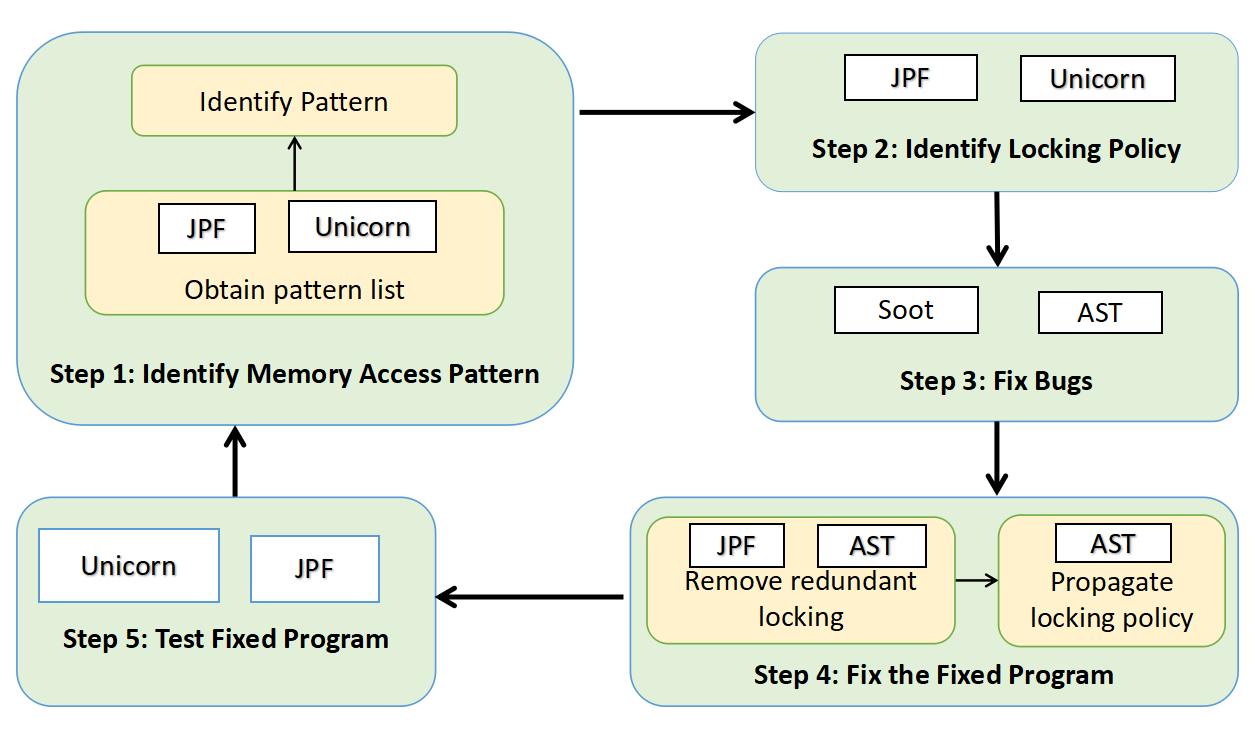 Identify Pattern
JPF
Unicorn
Obtain pattern list
Step 1: Identify Memory Access Pattern
JPF
Unicorn
Step 2: Identify Locking Policy
Soot
AST
Step 3: Fix Bugs
JPF
AST
Remove redundant
locking
AST
Propagate
locking policy
Step 4: Fix the Fixed Program
Unicorn
JPF
Step 5: Test Fixed Program